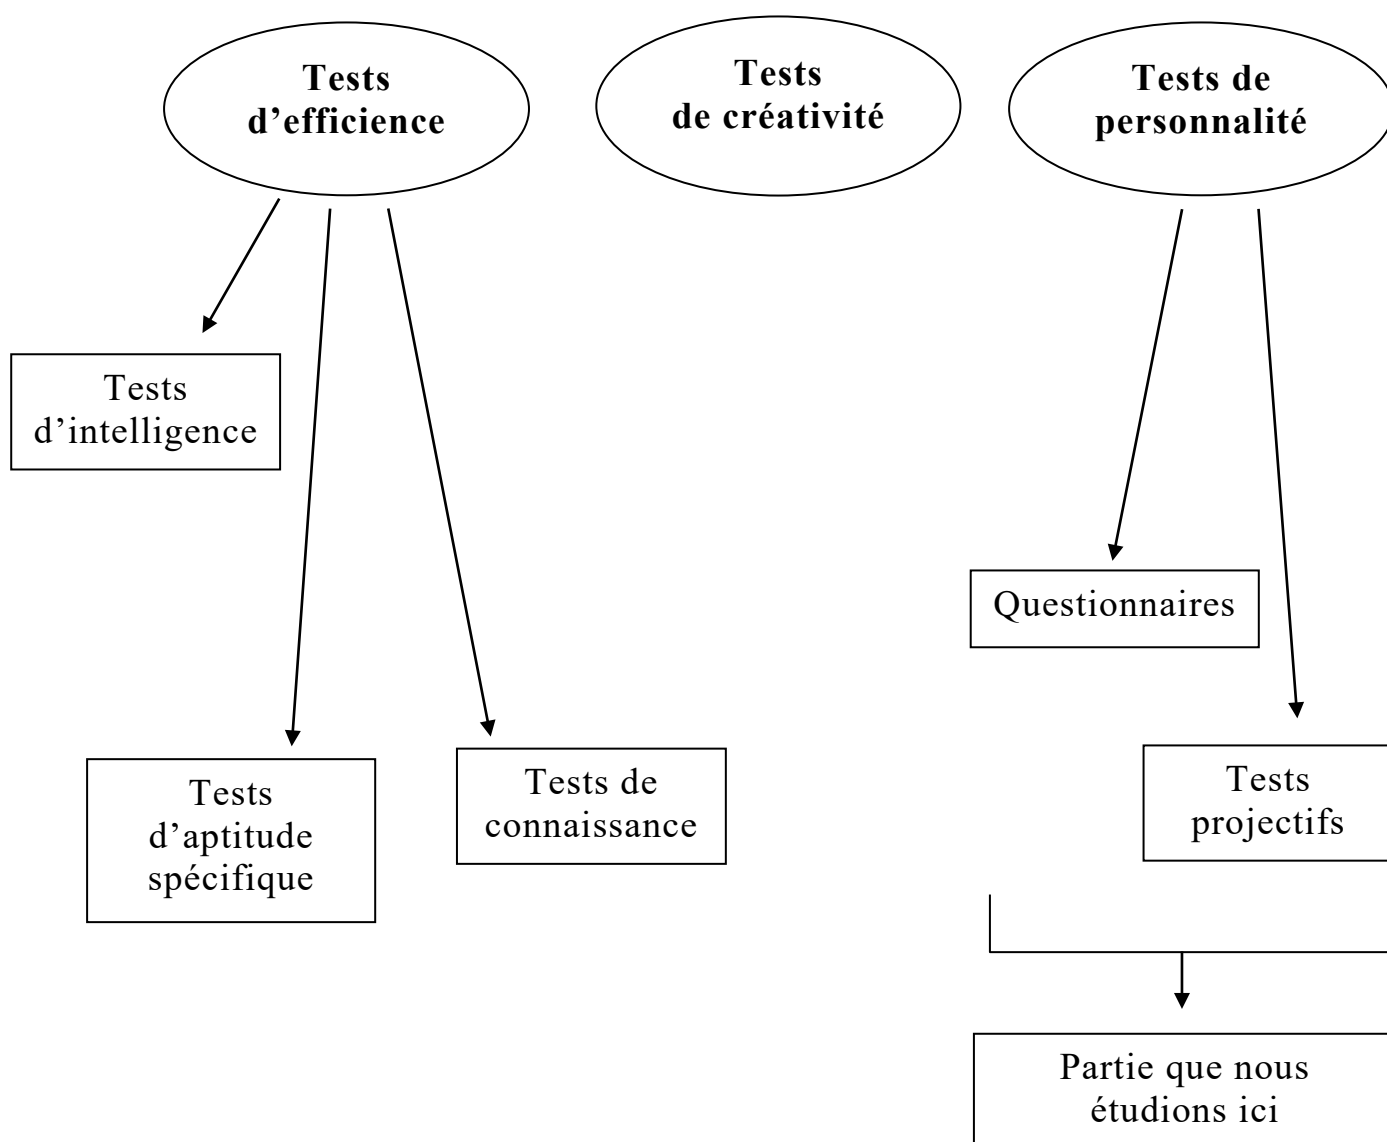 Tests
d’efficience
Tests
de créativité
Tests de
personnalité
Tests
d’intelligence
Questionnaires
Tests
d’aptitude
spécifique
Tests de
connaissance
Tests
projectifs
Partie que nous
étudions ici